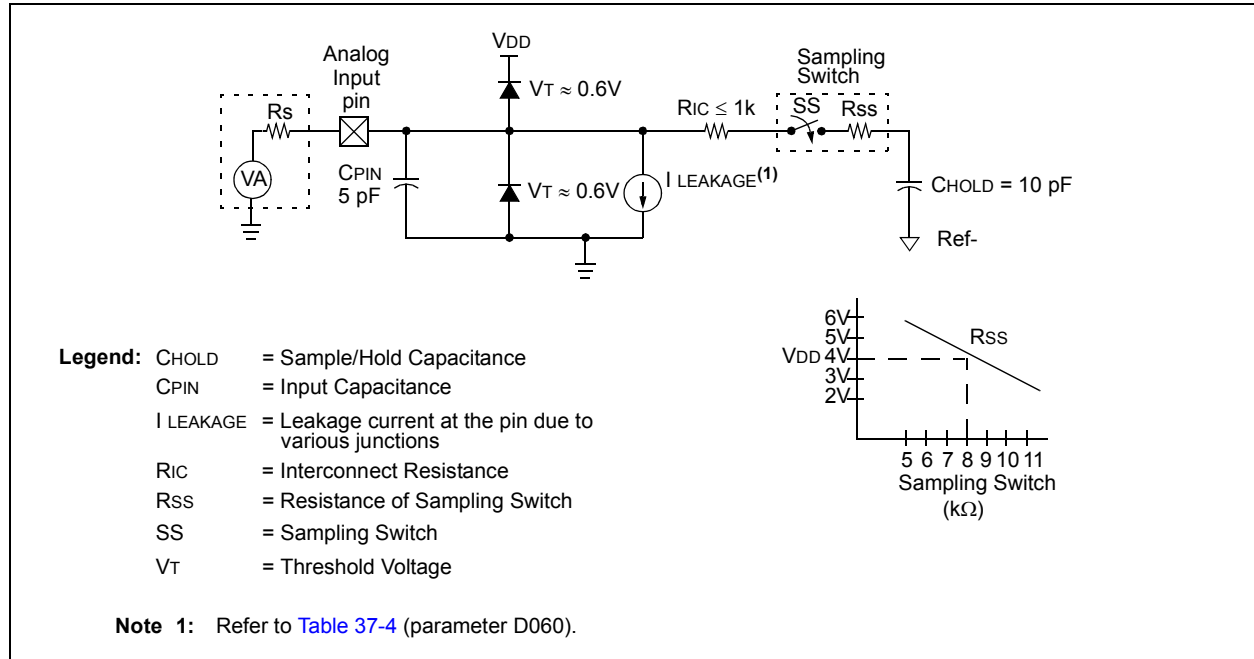 VDD
Analog
Input
pin
Sampling
Switch
VT ≈ 0.6V
Rs
RIC ≤ 1k
SS
Rss
VA
CPIN
5 pF
VT ≈ 0.6V
I LEAKAGE(1)
CHOLD = 10 pF
Ref-
6V
5V
VDD 4V
3V
2V
RSS
5 6 7 8 9 10 11
Sampling Switch
(kΩ)
Legend: CHOLD = Sample/Hold Capacitance
CPIN = Input Capacitance
I LEAKAGE = Leakage current at the pin due to
various junctions
RIC = Interconnect Resistance
RSS = Resistance of Sampling Switch
SS = Sampling Switch
VT = Threshold Voltage
Note 1: Refer to Table 37-4 (parameter D060).